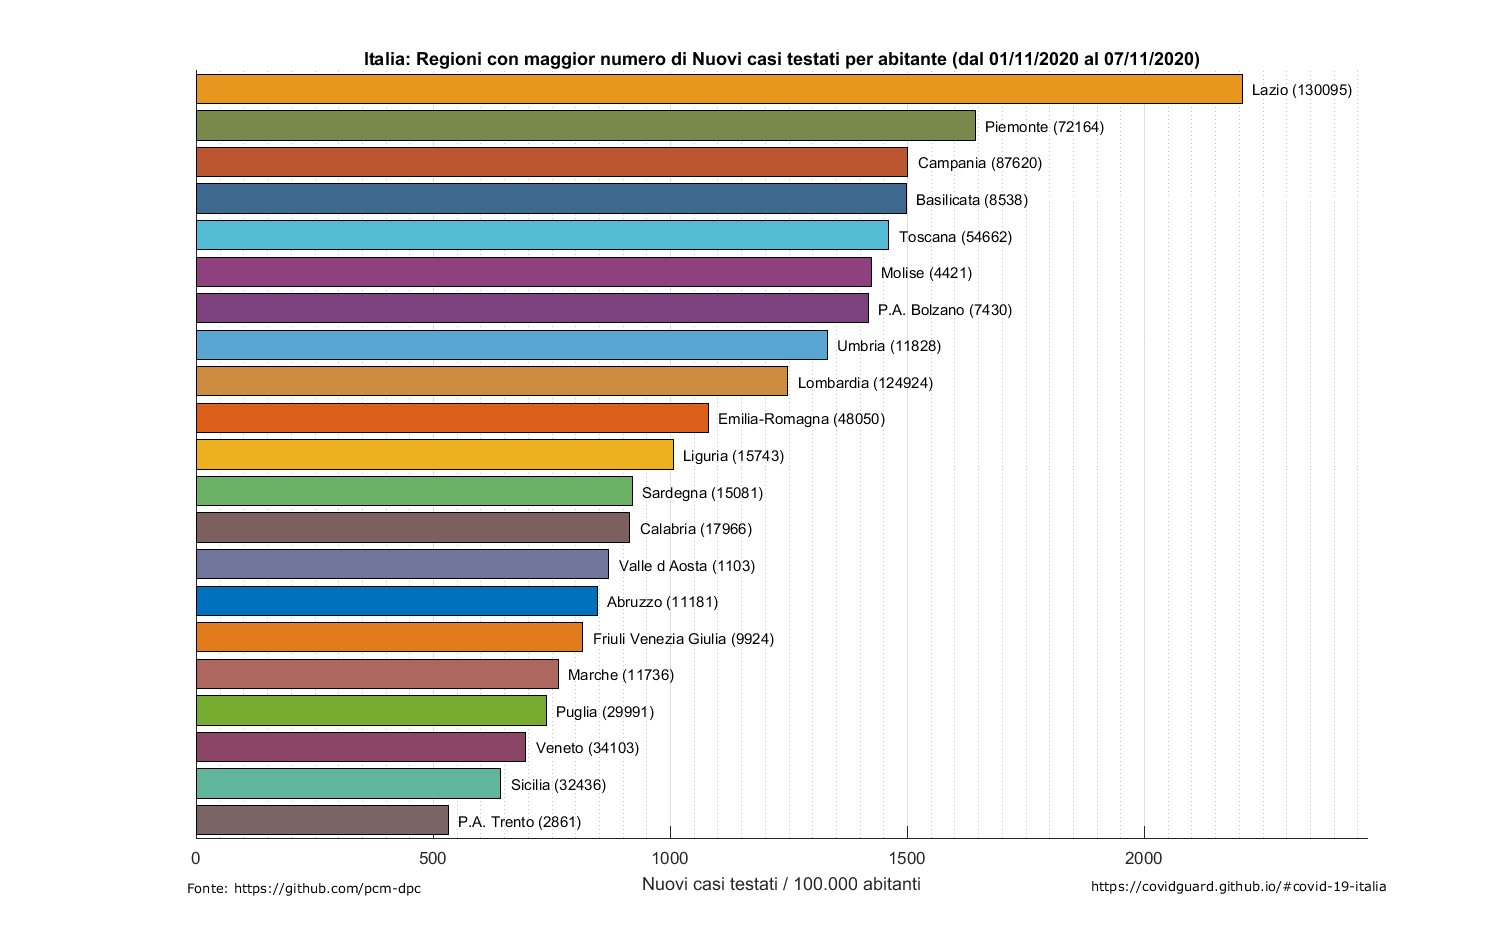 Italia: Regioni con maggior numero di Nuovi casi testati per abitante (dal 01/11/2020 al 07/11/2020)
Lazio (130095)
Piemonte (72164)
Campania (87620)
Basilicata (8538)
Toscana (54662)
Molise (4421)
P.A. Bolzano (7430)
Umbria (11828)
Lombardia (124924)
Emilia-Romagna (48050)
Liguria (15743)
Sardegna (15081)
Calabria (17966)
Valle d Aosta (1103)
Abruzzo (11181)
Friuli Venezia Giulia (9924)
Marche (11736)
Puglia (29991)
Veneto (34103)
Sicilia (32436)
P.A. Trento (2861)
0 500 1000 1500 2000
Nuovi casi testati / 100.000 abitanti
Fonte: https://github.com/pcm-dpc
https://covidguard.github.io/#covid-19-italia